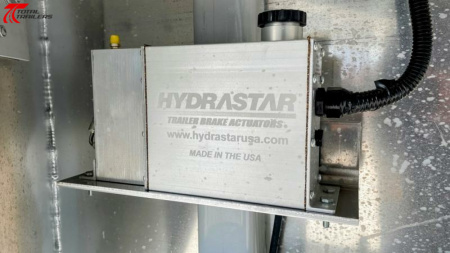 TOTAL
TRAILERS
HYDRASTAR
TRAILER BRAKE ACTUATORS
www.hydrastarusa.com
MADE IN THE USA